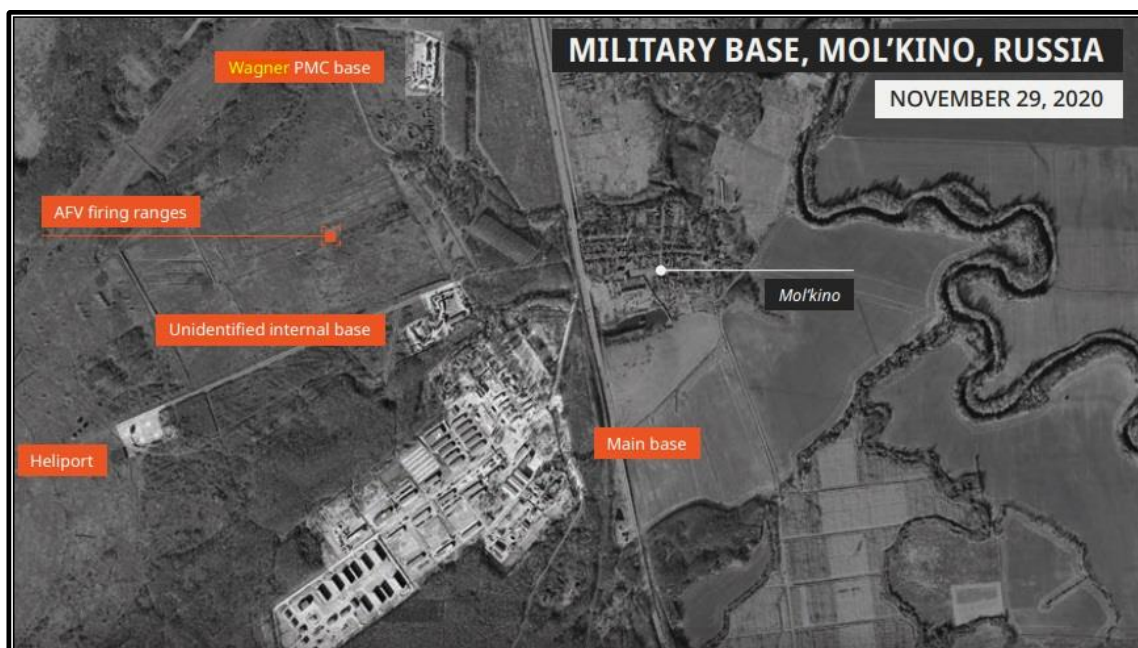 MILITARY BASE, MOL'KINO, RUSSIA
NOVEMBER 29, 2020
Wagner PMC base
AFV firing ranges
Mol'kino
Unidentified internal base
Main base
Heliport